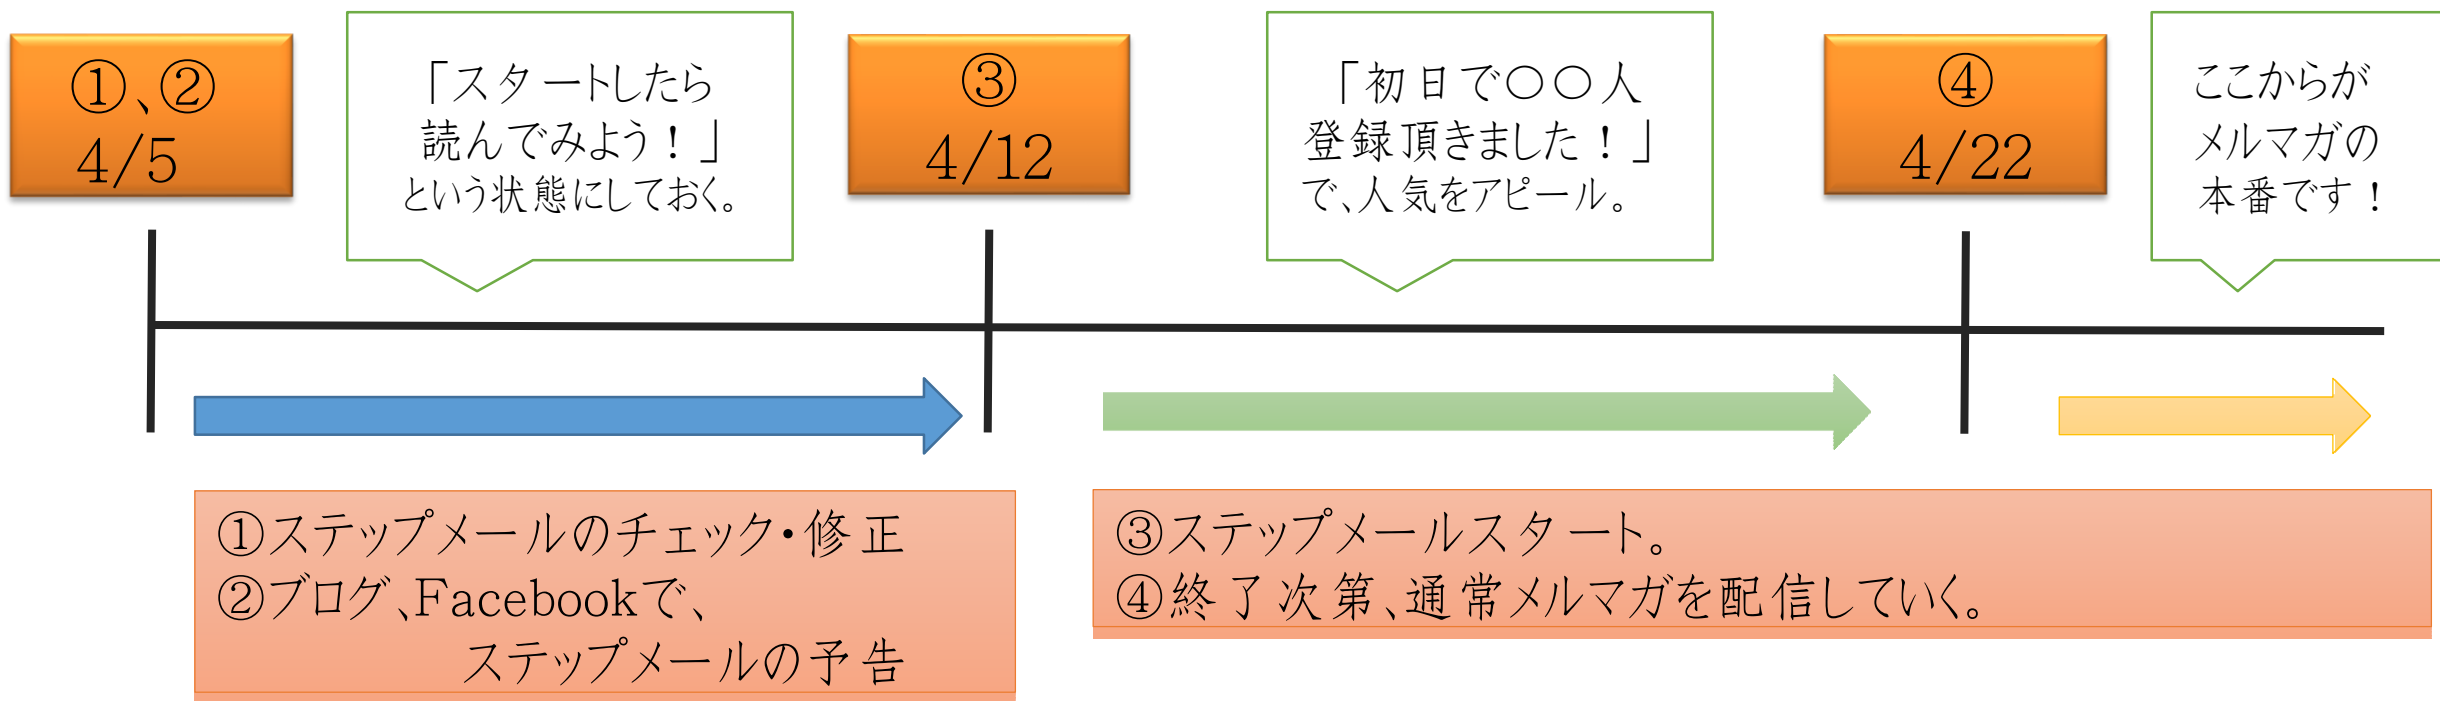 ①、②
4/5
「スタートしたら
読んでみよう！」
という状態にしておく。
③
4/12
「初日で〇〇人
登録頂きました！」
で、人気をアピール。
④
4/22
ここからが
メルマガの
本番です！
①ステップメールのチェック・修正
②ブログ、Facebookで、
ステップメールの予告
③ステップメールスタート。
④終了次第、通常メルマガを配信していく。